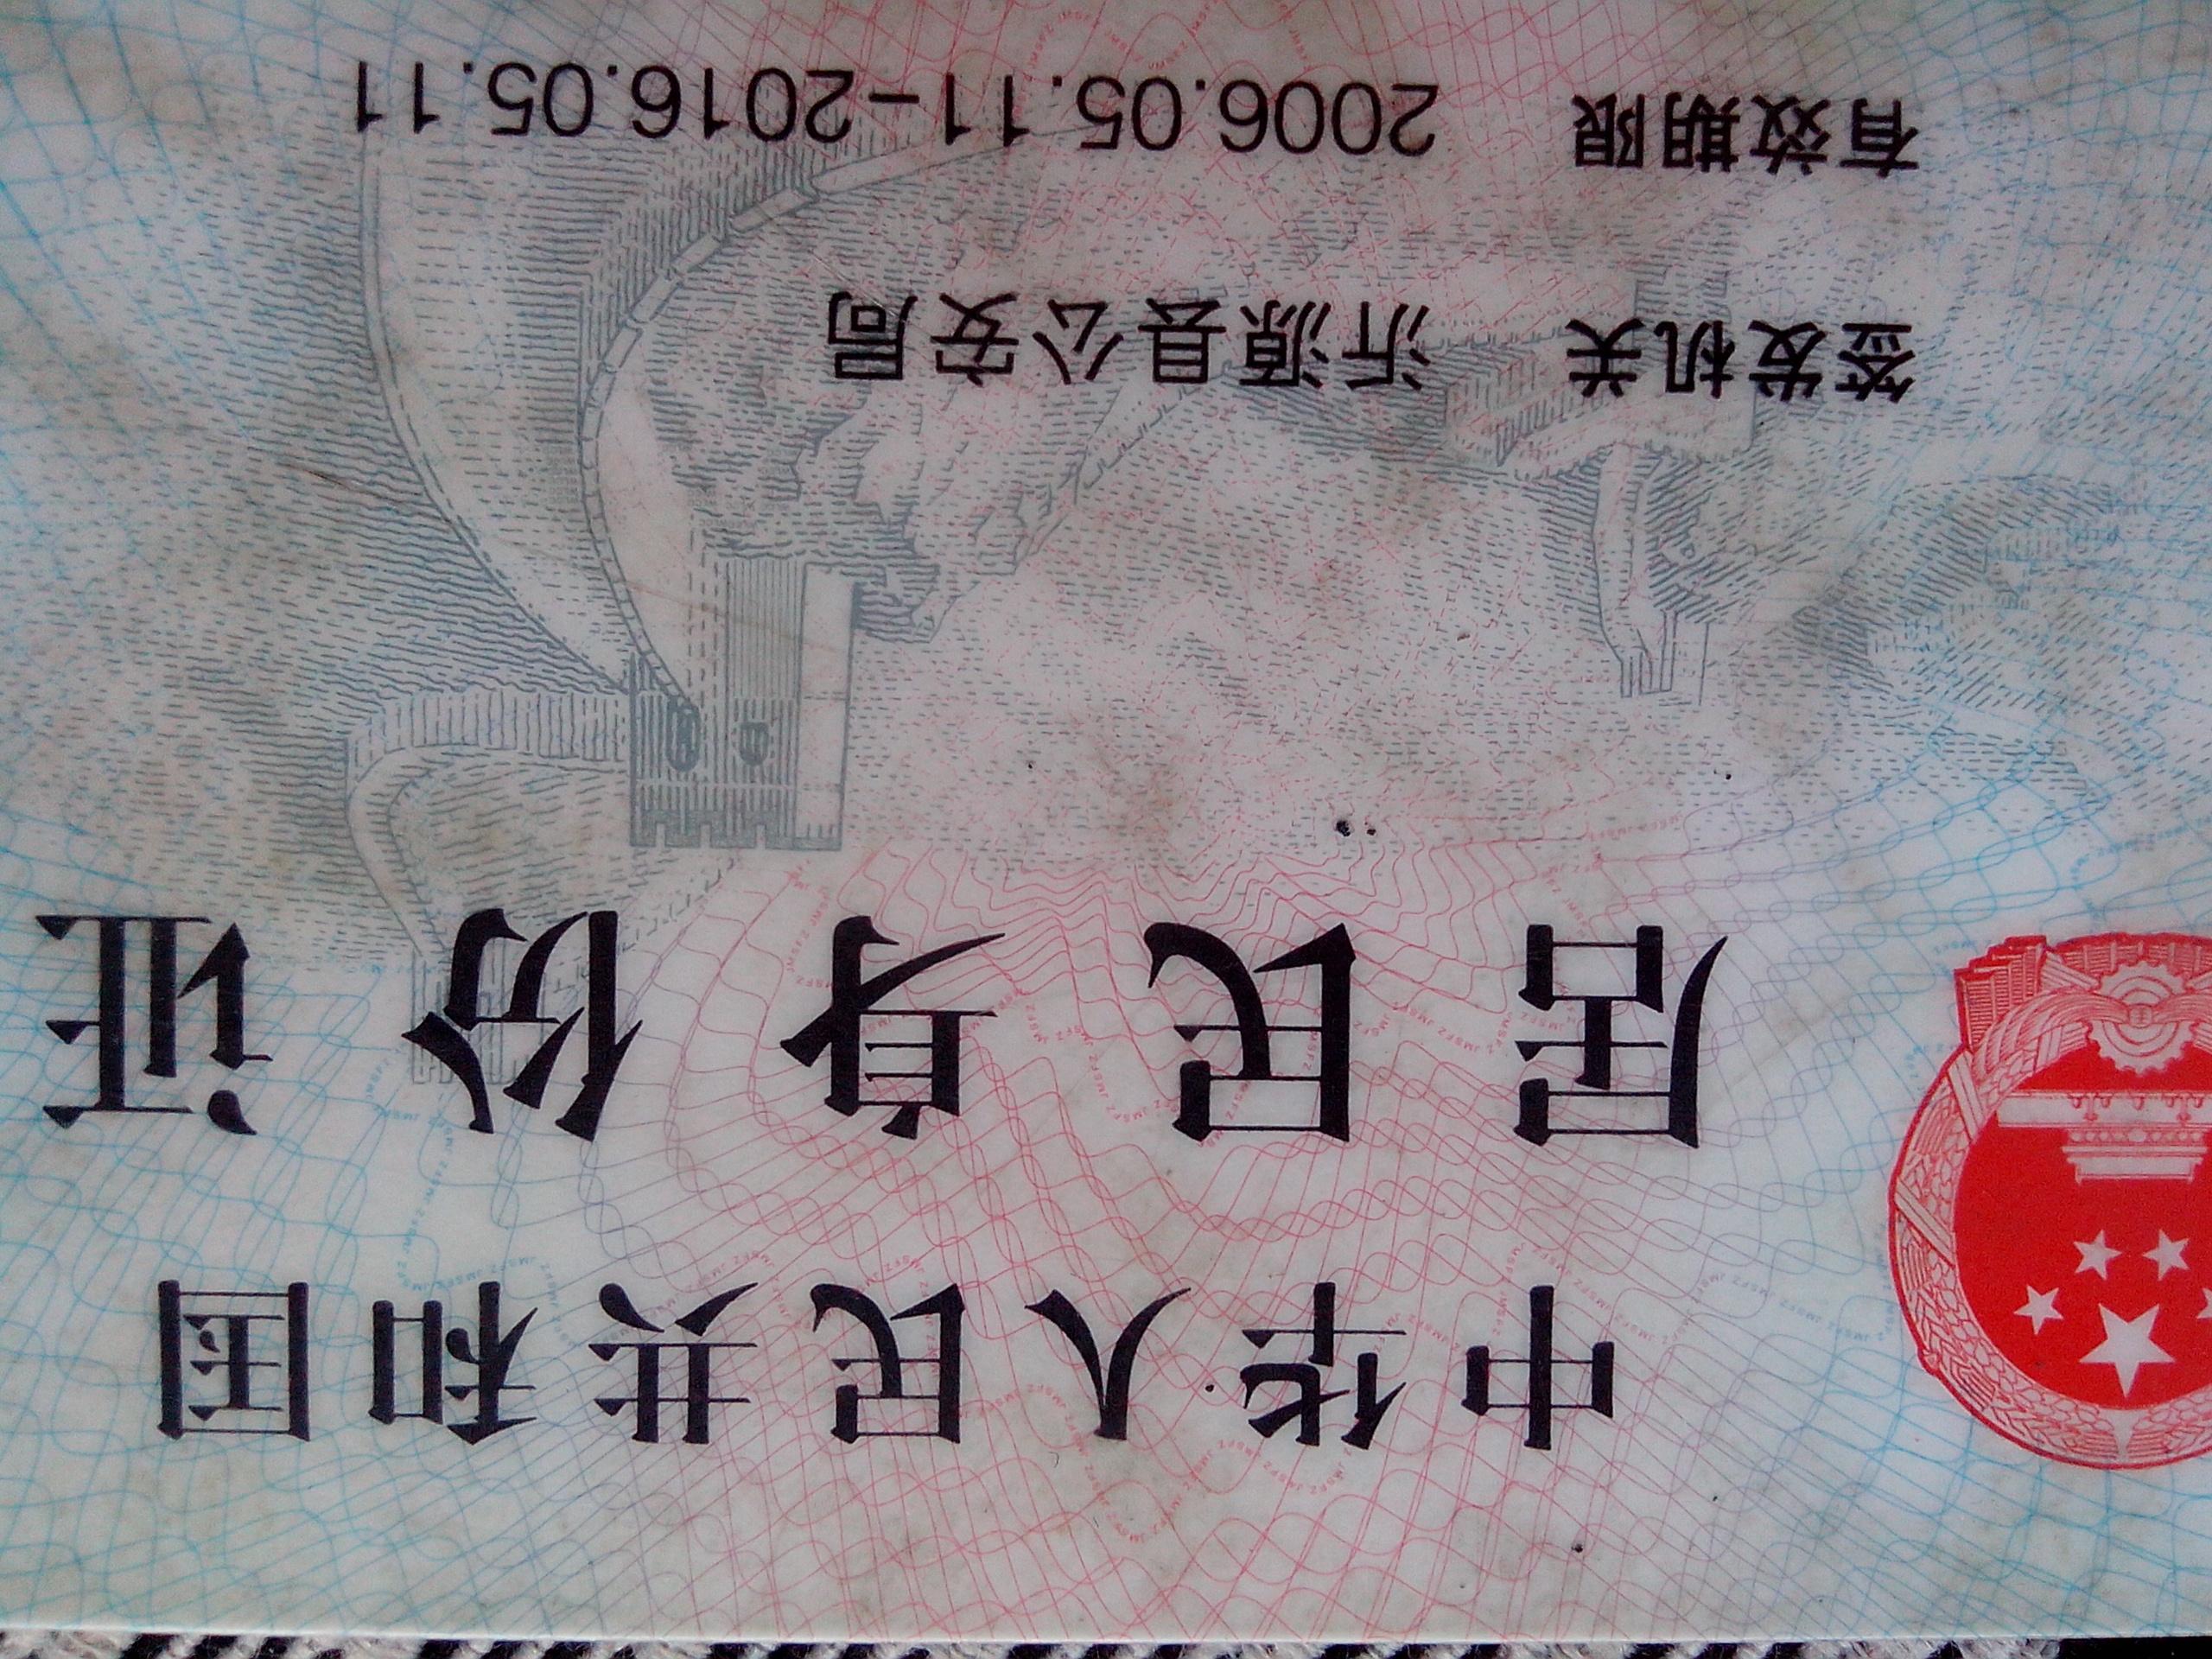 中华人民共和国
居民身份证
签发机关 沂源县公安局
有效期限 2006.05.11-2016.05.11